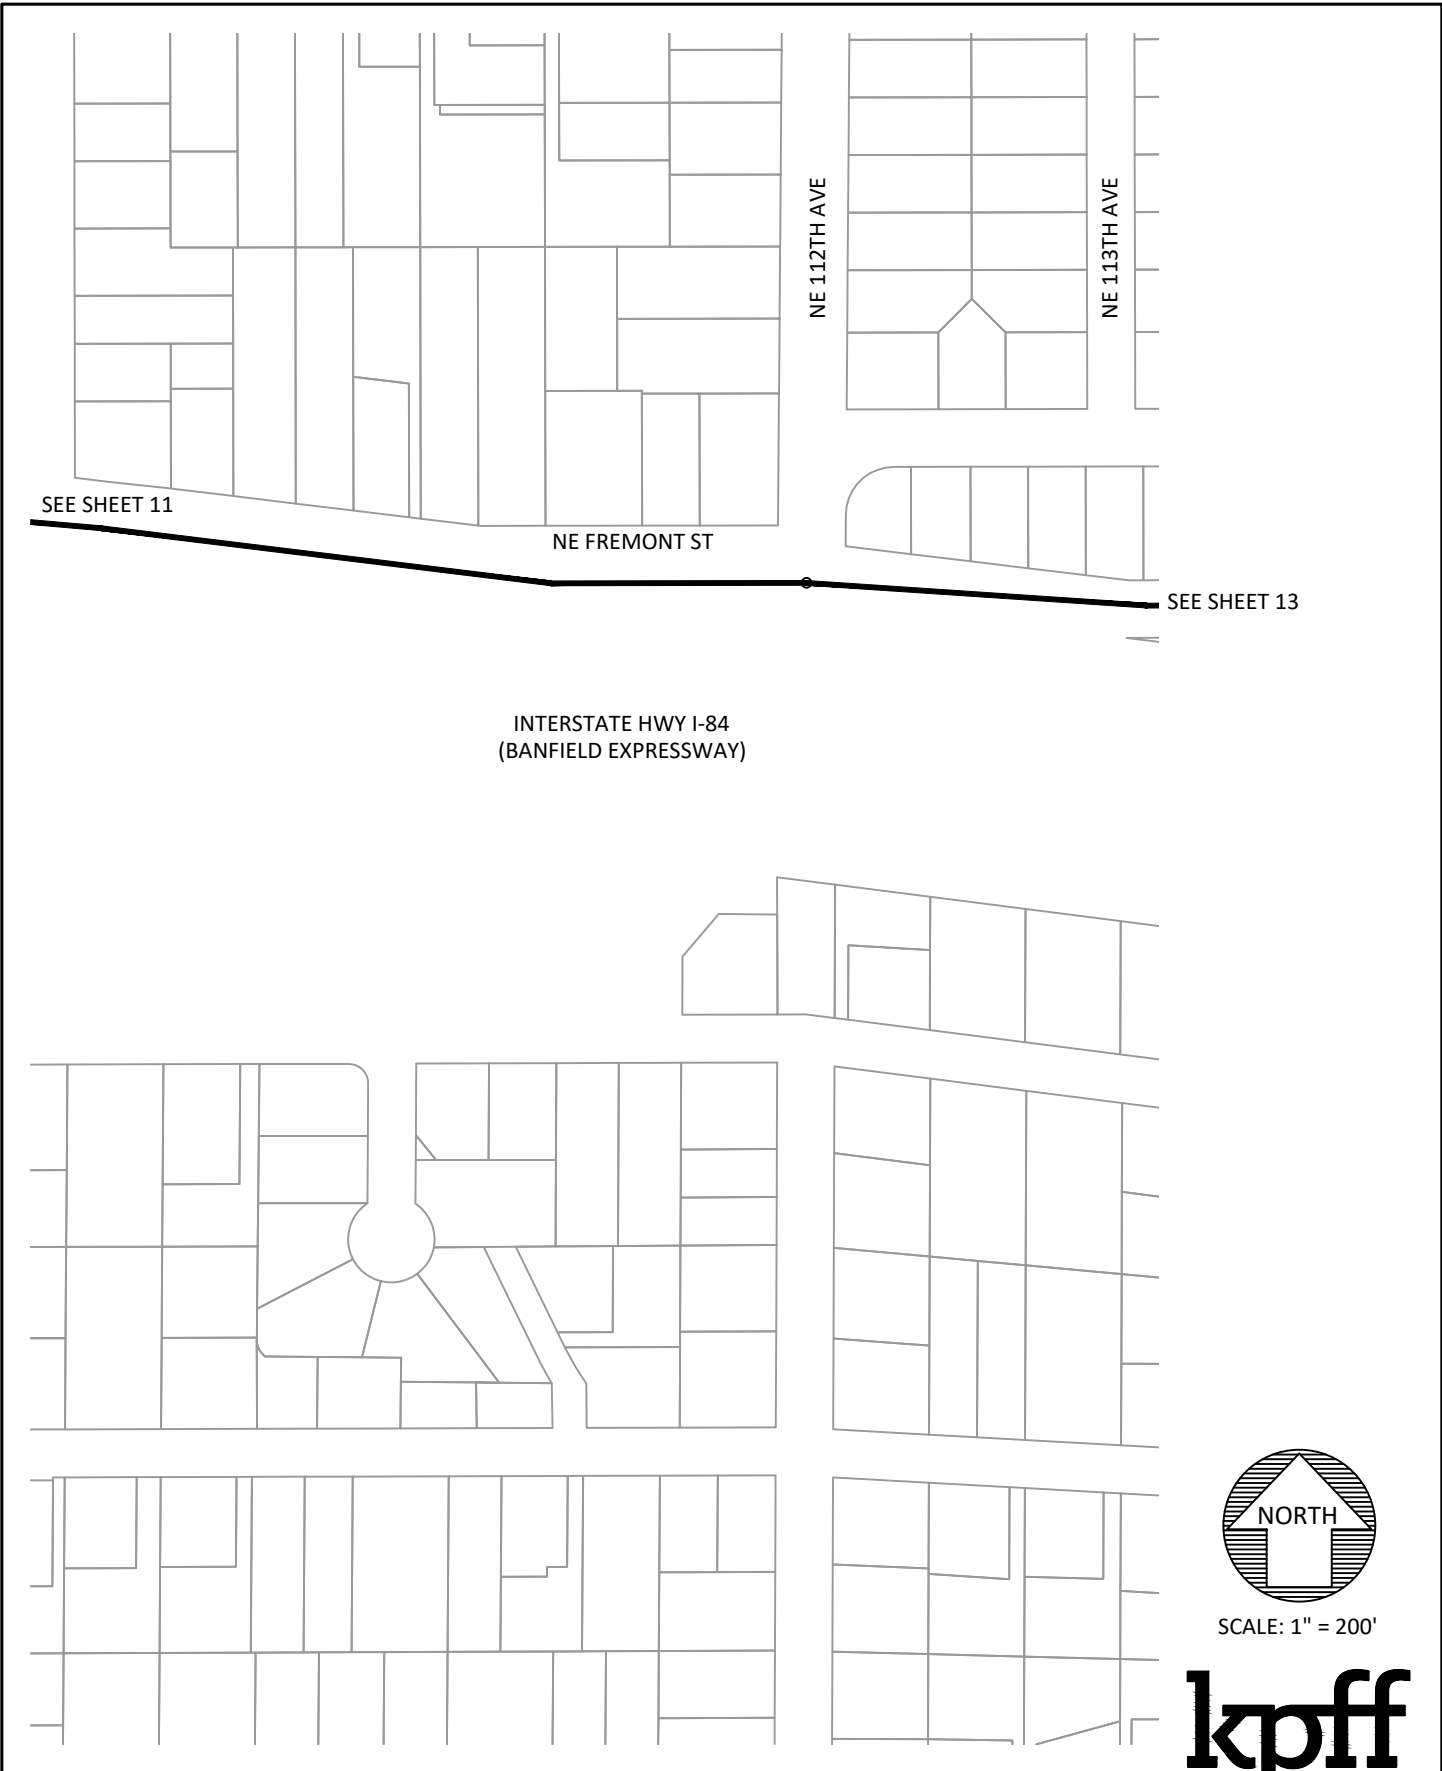 NE 112TH AVE
NE 113TH AVE
SEE SHEET 11
NE FREMONT ST
SEE SHEET 13
INTERSTATE HWY I-84
(BANFIELD EXPRESSWAY)
NORTH
SCALE: 1" = 200'
kpff